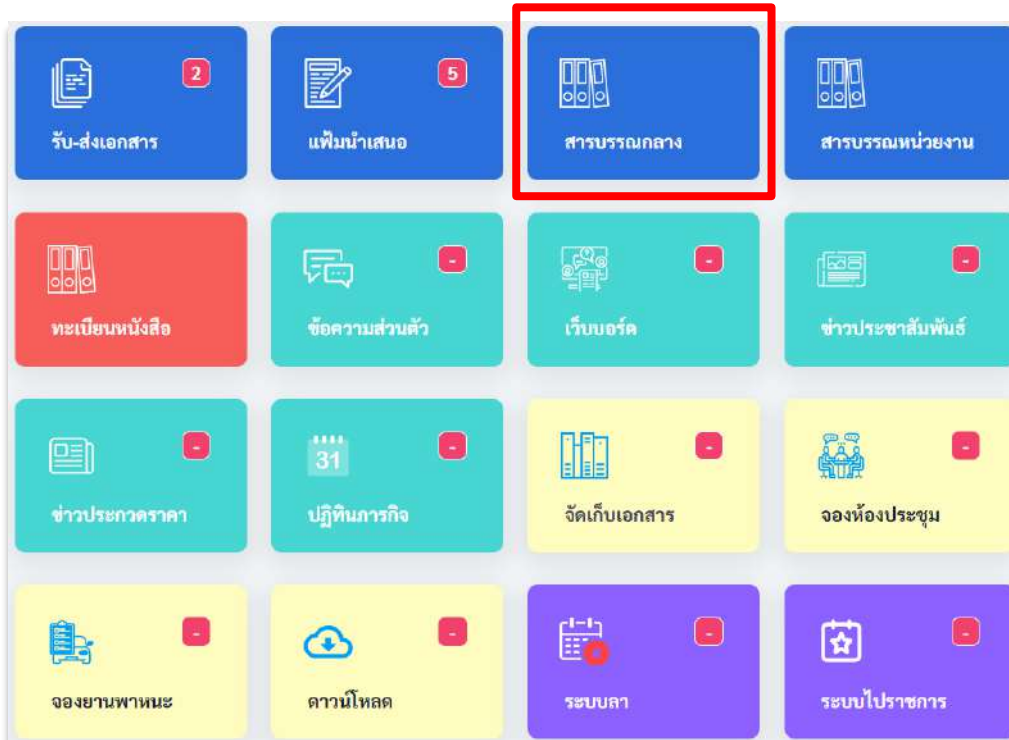 2
5
รับ-ส่งเอกสาร
แฟ้มนำเสนอ
สารบรรณกลาง
สารบรรณหน่วยงาน
-
-
-
ทะเบียนหนังสือ
ข้อความส่วนตัว
เว็บบอร์ด
ข่าวประชาสัมพันธ์
-
31
-
-
-
ข่าวประกวดราคา
ปฏิทินภารกิจ
จัดเก็บเอกสาร
จองห้องประชุม
-
-
-
-
จองยานพาหนะ
ดาวน์โหลด
ระบบลา
ระบบไปราชการ